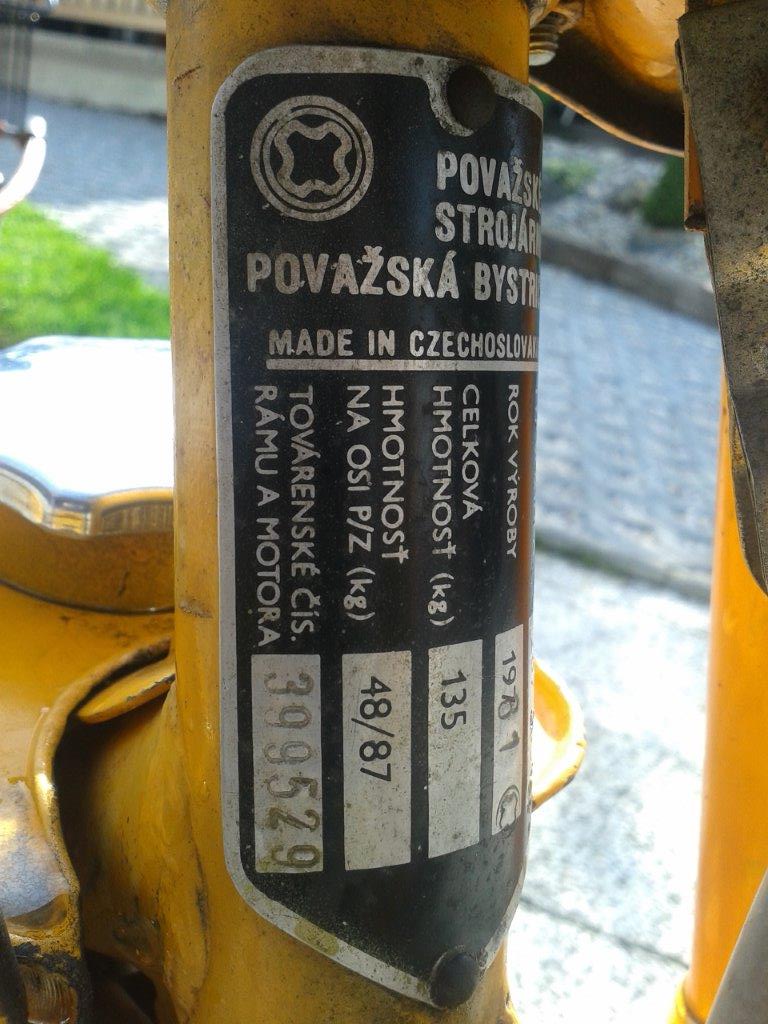 POVAŽSK
STROJÁR
POVAŽSKÁ BYSTR
MADE IN CZECHOSLOVAK
ROK VÝROBY 1981
CELKOVÁ
HMOTNOSŤ (kg) 135
HMOTNOSŤ
NA OSI P/Z (kg) 48/87
TOVÁRENSKÉ ČIS.
RÁMU A MOTORA 399529